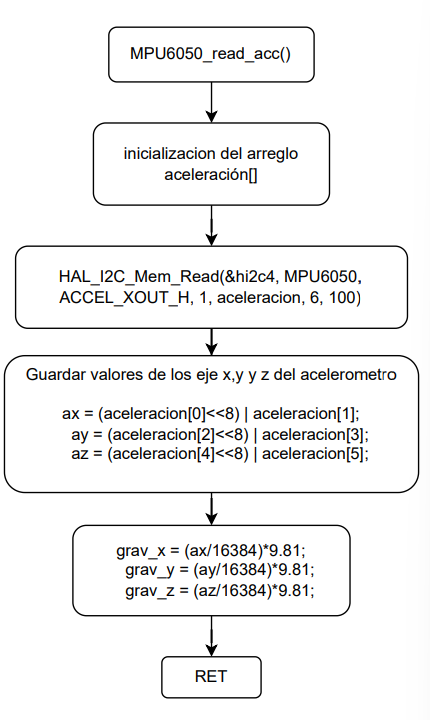 MPU6050_read_acc()
inicializacion del arreglo
aceleración[]
HAL_I2C_Mem_Read(&hi2c4, MPU6050,
ACCEL_XOUT_H, 1, aceleracion, 6, 100)
Guardar valores de los eje x,y y z del acelerometro
ax = (aceleracion[0]<<8) | aceleracion[1];
ay = (aceleracion[2]<<8) | aceleracion[3];
az = (aceleracion[4]<<8) | aceleracion[5];
grav_x = (ax/16384)*9.81;
grav_y = (ay/16384)*9.81;
grav_z = (az/16384)*9.81;
RET